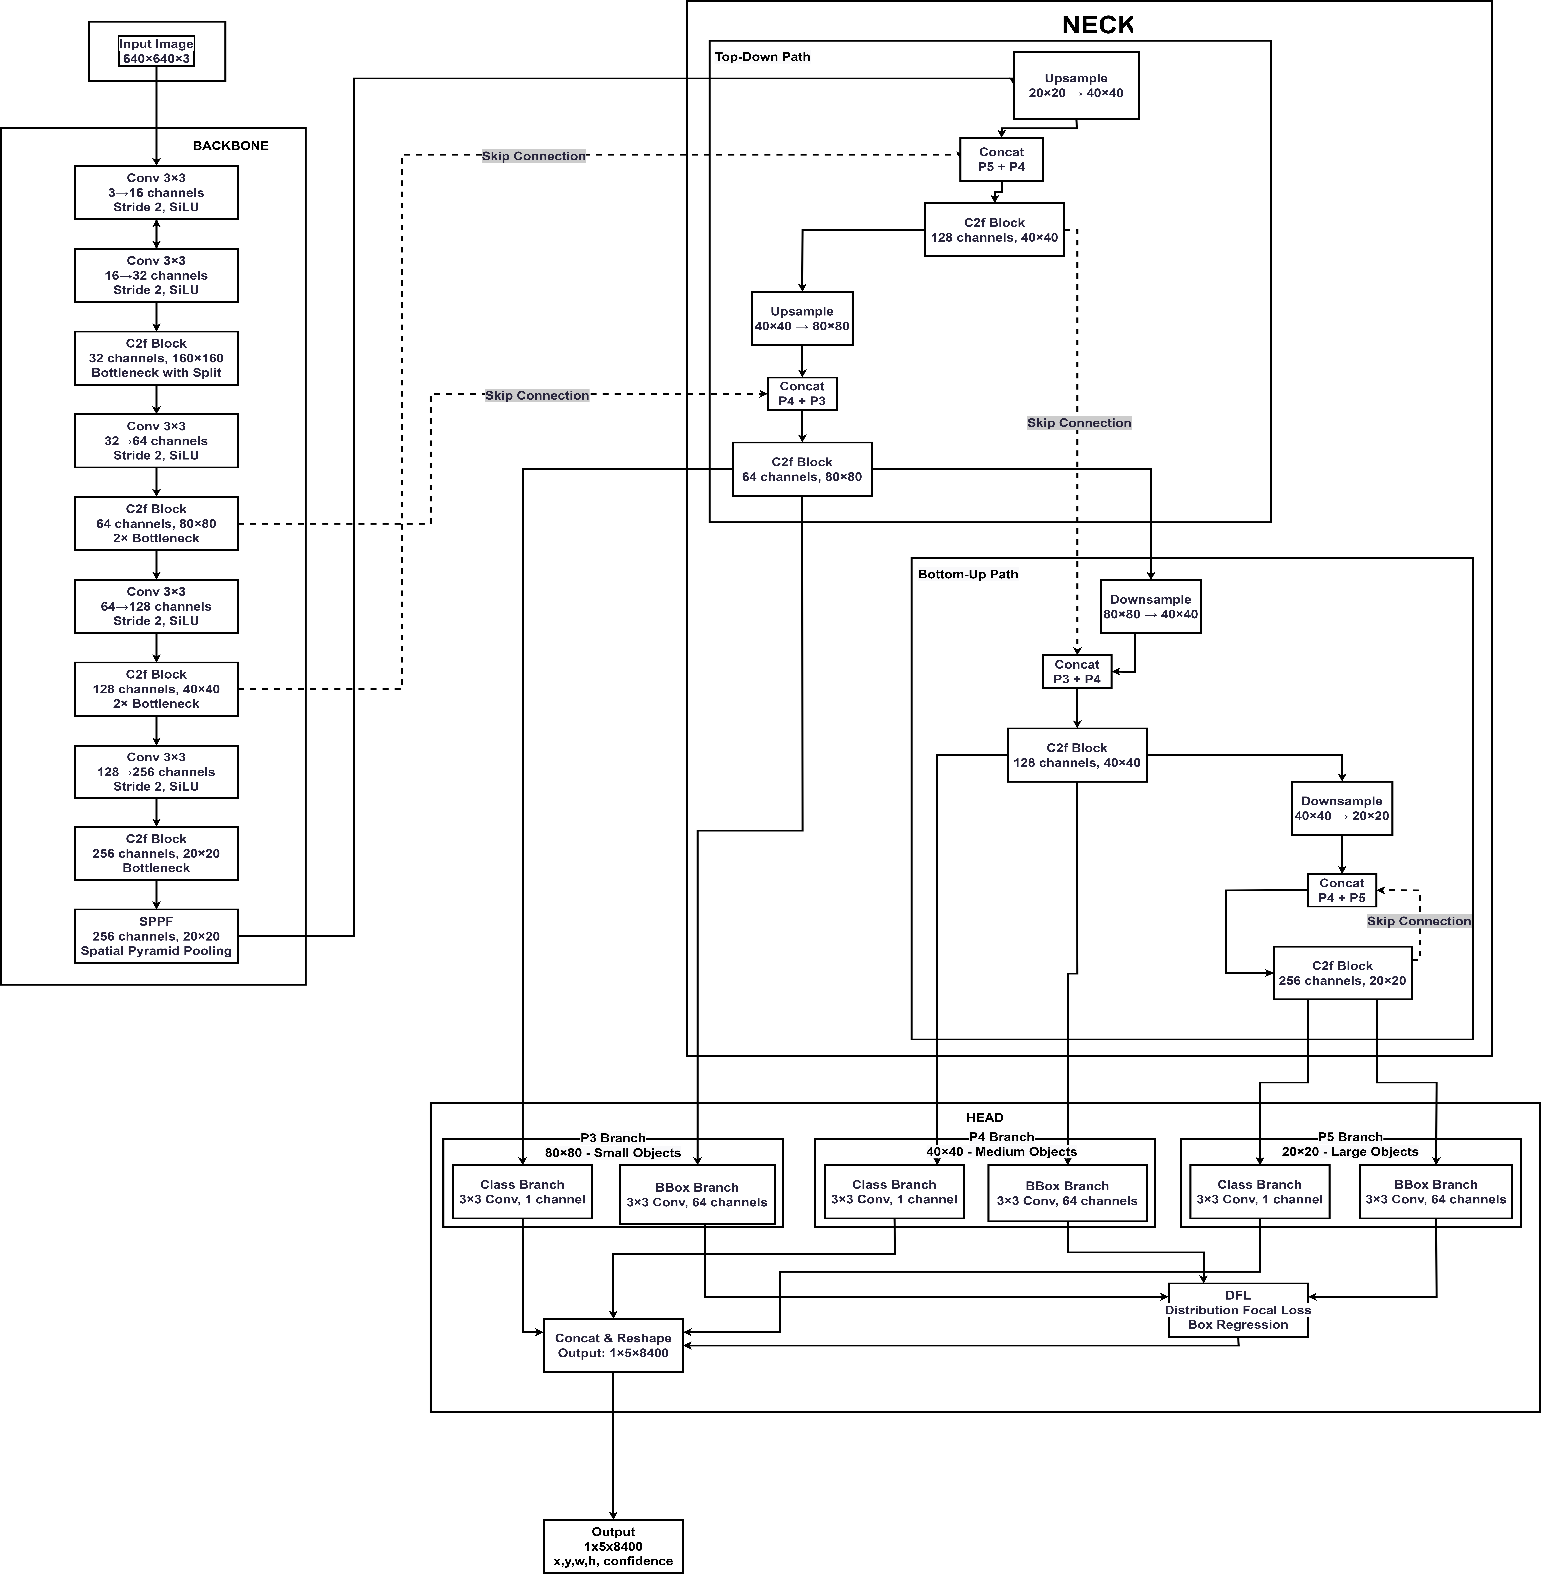 Input Image
640×640×3
BACKBONE
Conv 3×3
3→16 channels
Stride 2, SiLU
Conv 3×3
16→32 channels
Stride 2, SiLU
C2f Block
32 channels, 160×160
Bottleneck with Split
Conv 3×3
32→64 channels
Stride 2, SiLU
C2f Block
64 channels, 80×80
2× Bottleneck
Conv 3×3
64→128 channels
Stride 2, SiLU
C2f Block
128 channels, 40×40
2× Bottleneck
Conv 3×3
128→256 channels
Stride 2, SiLU
C2f Block
256 channels, 20×20
Bottleneck
SPPF
256 channels, 20×20
Spatial Pyramid Pooling
NECK
Top-Down Path
Upsample
20×20 → 40×40
Skip Connection
Concat
P5 + P4
C2f Block
128 channels, 40×40
Upsample
40×40 → 80×80
Skip Connection
Concat
P4 + P3
Skip Connection
C2f Block
64 channels, 80×80
Bottom-Up Path
Downsample
80×80 → 40×40
Concat
P3 + P4
C2f Block
128 channels, 40×40
Downsample
40×40 → 20×20
Concat
P4 + P5
Skip Connection
C2f Block
256 channels, 20×20
HEAD
P3 Branch
80×80 - Small Objects
Class Branch
3×3 Conv, 1 channel
BBox Branch
3×3 Conv, 64 channels
P4 Branch
40×40 - Medium Objects
Class Branch
3×3 Conv, 1 channel
BBox Branch
3×3 Conv, 64 channels
P5 Branch
20×20 - Large Objects
Class Branch
3×3 Conv, 1 channel
BBox Branch
3×3 Conv, 64 channels
DFL
Distribution Focal Loss
Box Regression
Concat & Reshape
Output: 1×5×8400
Output
1x5x8400
x,y,w,h, confidence